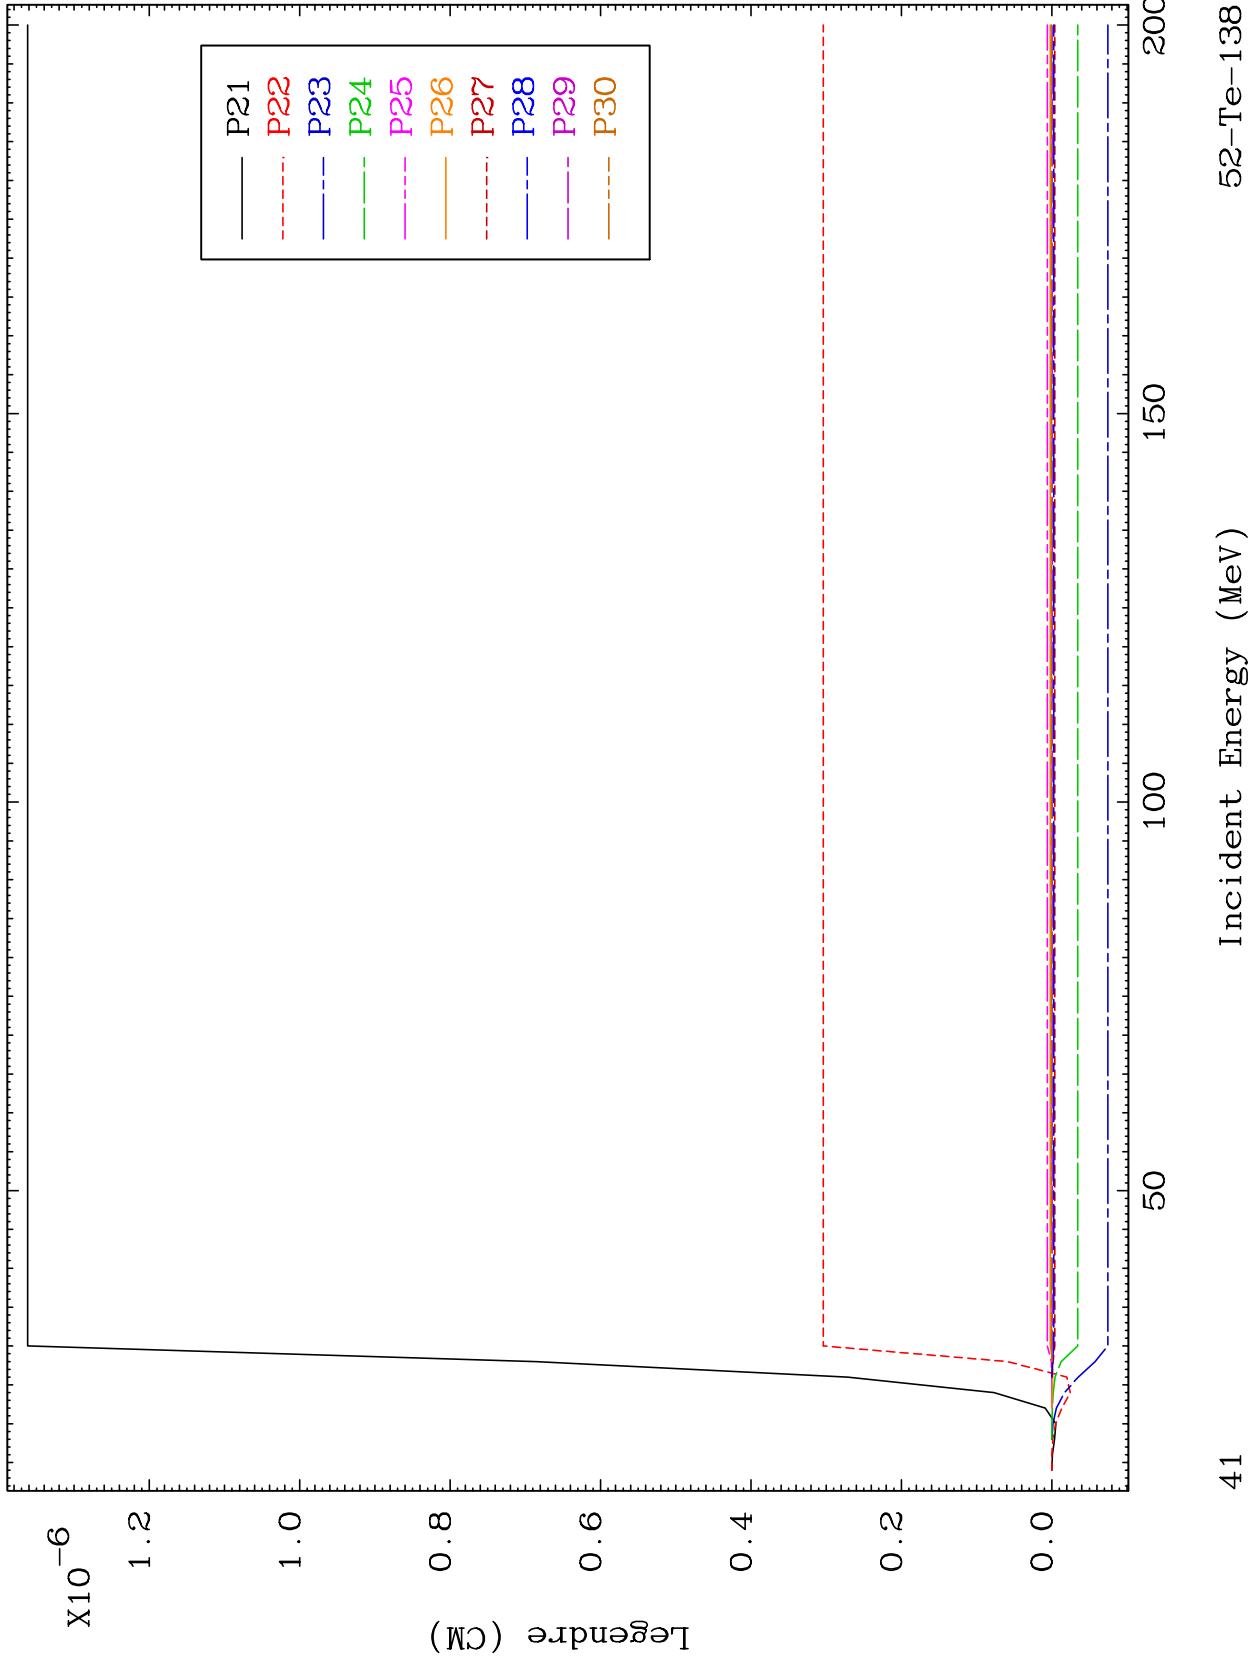 X10-6
Legendre (CM)
1.2
1.0
0.8
0.6
0.4
0.2
0.0
P21
P22
P23
P24
P25
P26
P27
P28
P29
P30
50
100
150
200
Incident Energy (MeV)
41
52-Te-138